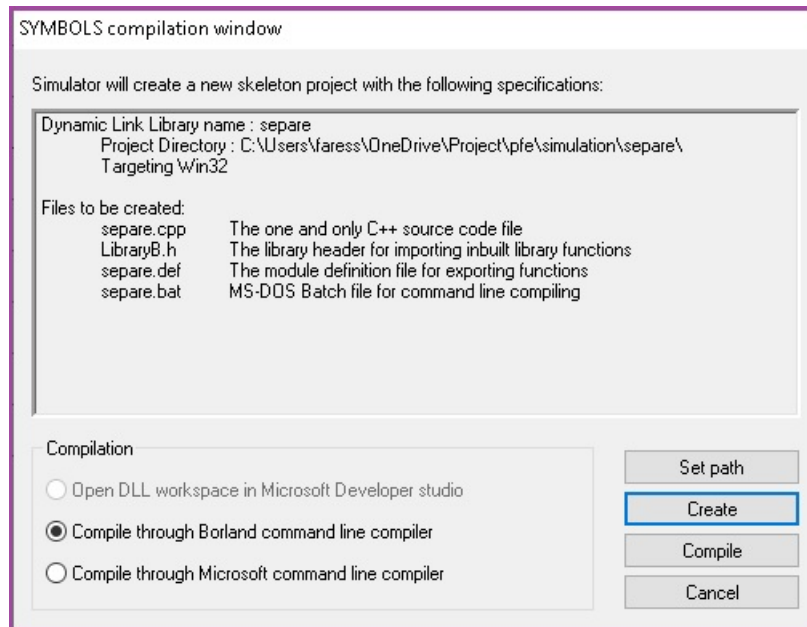 SYMBOLS compilation window
Simulator will create a new skeleton project with the following specifications:
Dynamic Link Library name : separe
Project Directory : C:\Users\faress\OneDrive\Project\pfe\simulation\separe\
Targeting Win32
Files to be created:
separe.cpp The one and only C++ source code file
LibraryB.h The library header for importing inbuilt library functions
separe.def The module definition file for exporting functions
separe.bat MS-DOS Batch file for command line compiling
Compilation
Open DLL workspace in Microsoft Developer studio
Compile through Borland command line compiler
Compile through Microsoft command line compiler
Set path
Create
Compile
Cancel